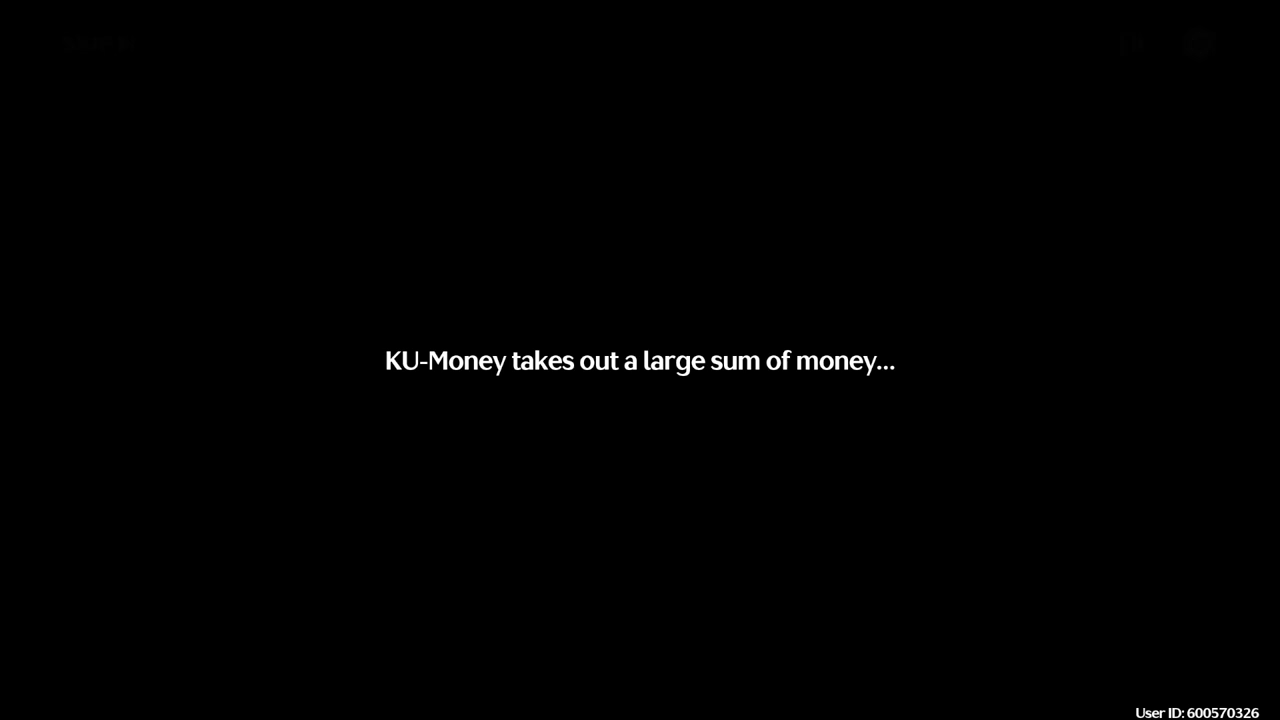 KU-Money takes out a large sum of money...
User ID: 600570326